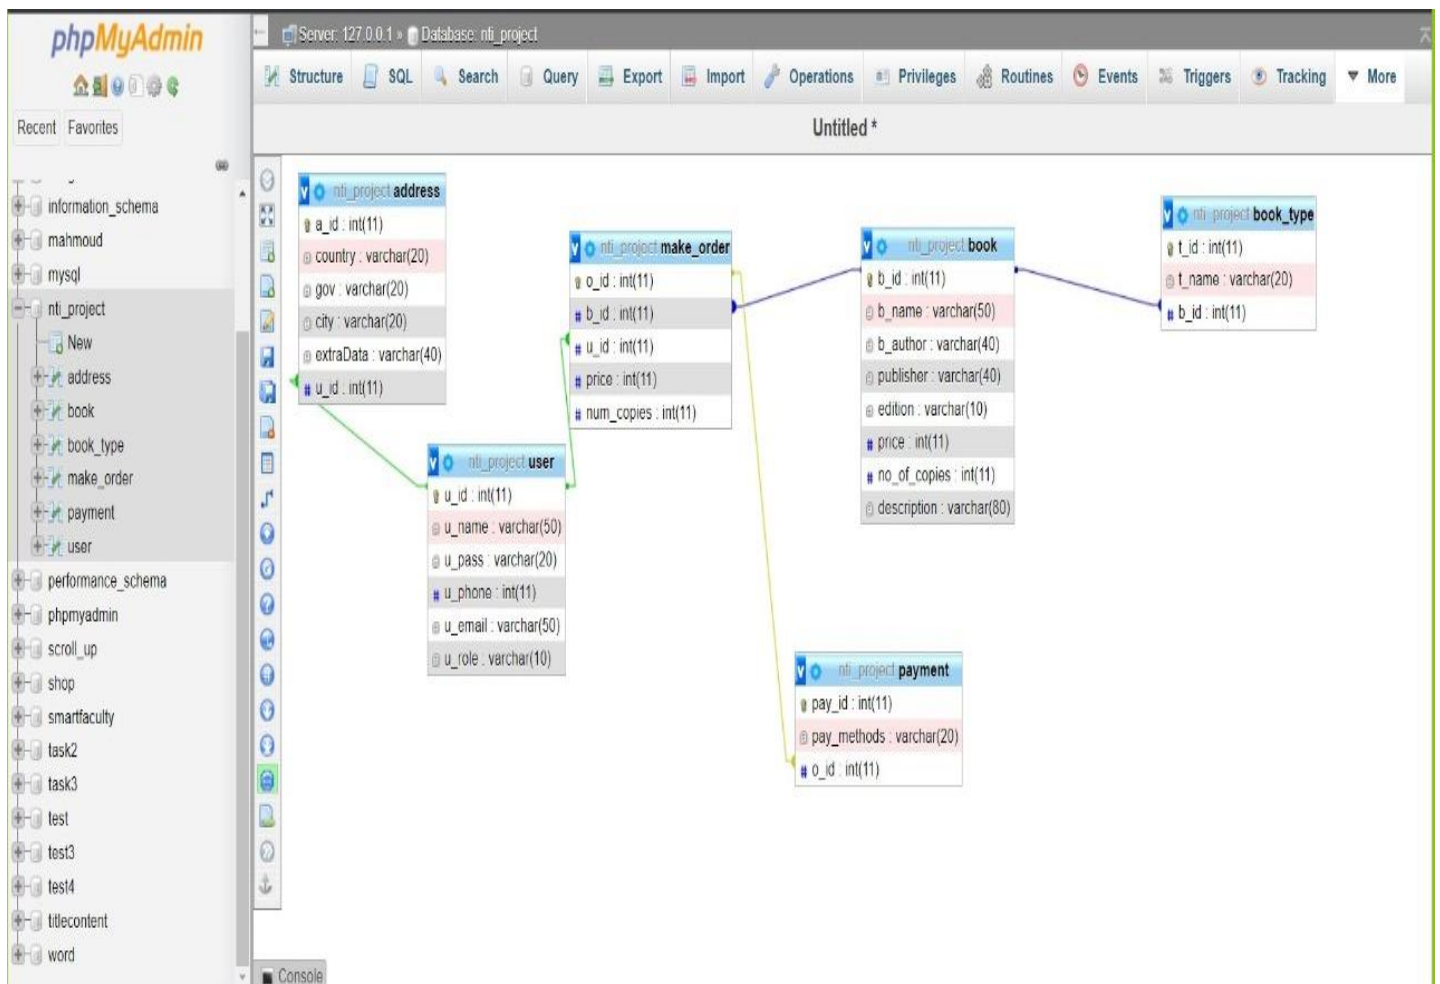 phpMyAdmin
Recent Favorites
information_schema
mahmoud
mysql
nti_project
New
address
book
book_type
make_order
payment
user
performance_schema
phpmyadmin
scroll_up
shop
smartfaculty
task2
task3
test
test3
test4
titlecontent
word
Server: 127.0.0.1 » Database: nti_project
Structure SQL Search Query Export Import Operations Privileges Routines Events Triggers Tracking More
Untitled *
nti_project address
a_id : int(11)
country : varchar(20)
gov : varchar(20)
city : varchar(20)
extraData : varchar(40)
u_id : int(11)
nti_project user
u_id : int(11)
u_name : varchar(50)
u_pass : varchar(20)
u_phone : int(11)
u_email : varchar(50)
u_role : varchar(10)
nti_project make_order
o_id : int(11)
b_id : int(11)
u_id : int(11)
price : int(11)
num_copies : int(11)
nti_project book
b_id : int(11)
b_name : varchar(50)
b_author : varchar(40)
publisher : varchar(40)
edition : varchar(10)
price : int(11)
no_of_copies : int(11)
description : varchar(80)
nti_project book_type
t_id : int(11)
t_name : varchar(20)
b_id : int(11)
nti_project payment
pay_id : int(11)
pay_methods : varchar(20)
o_id : int(11)
Console